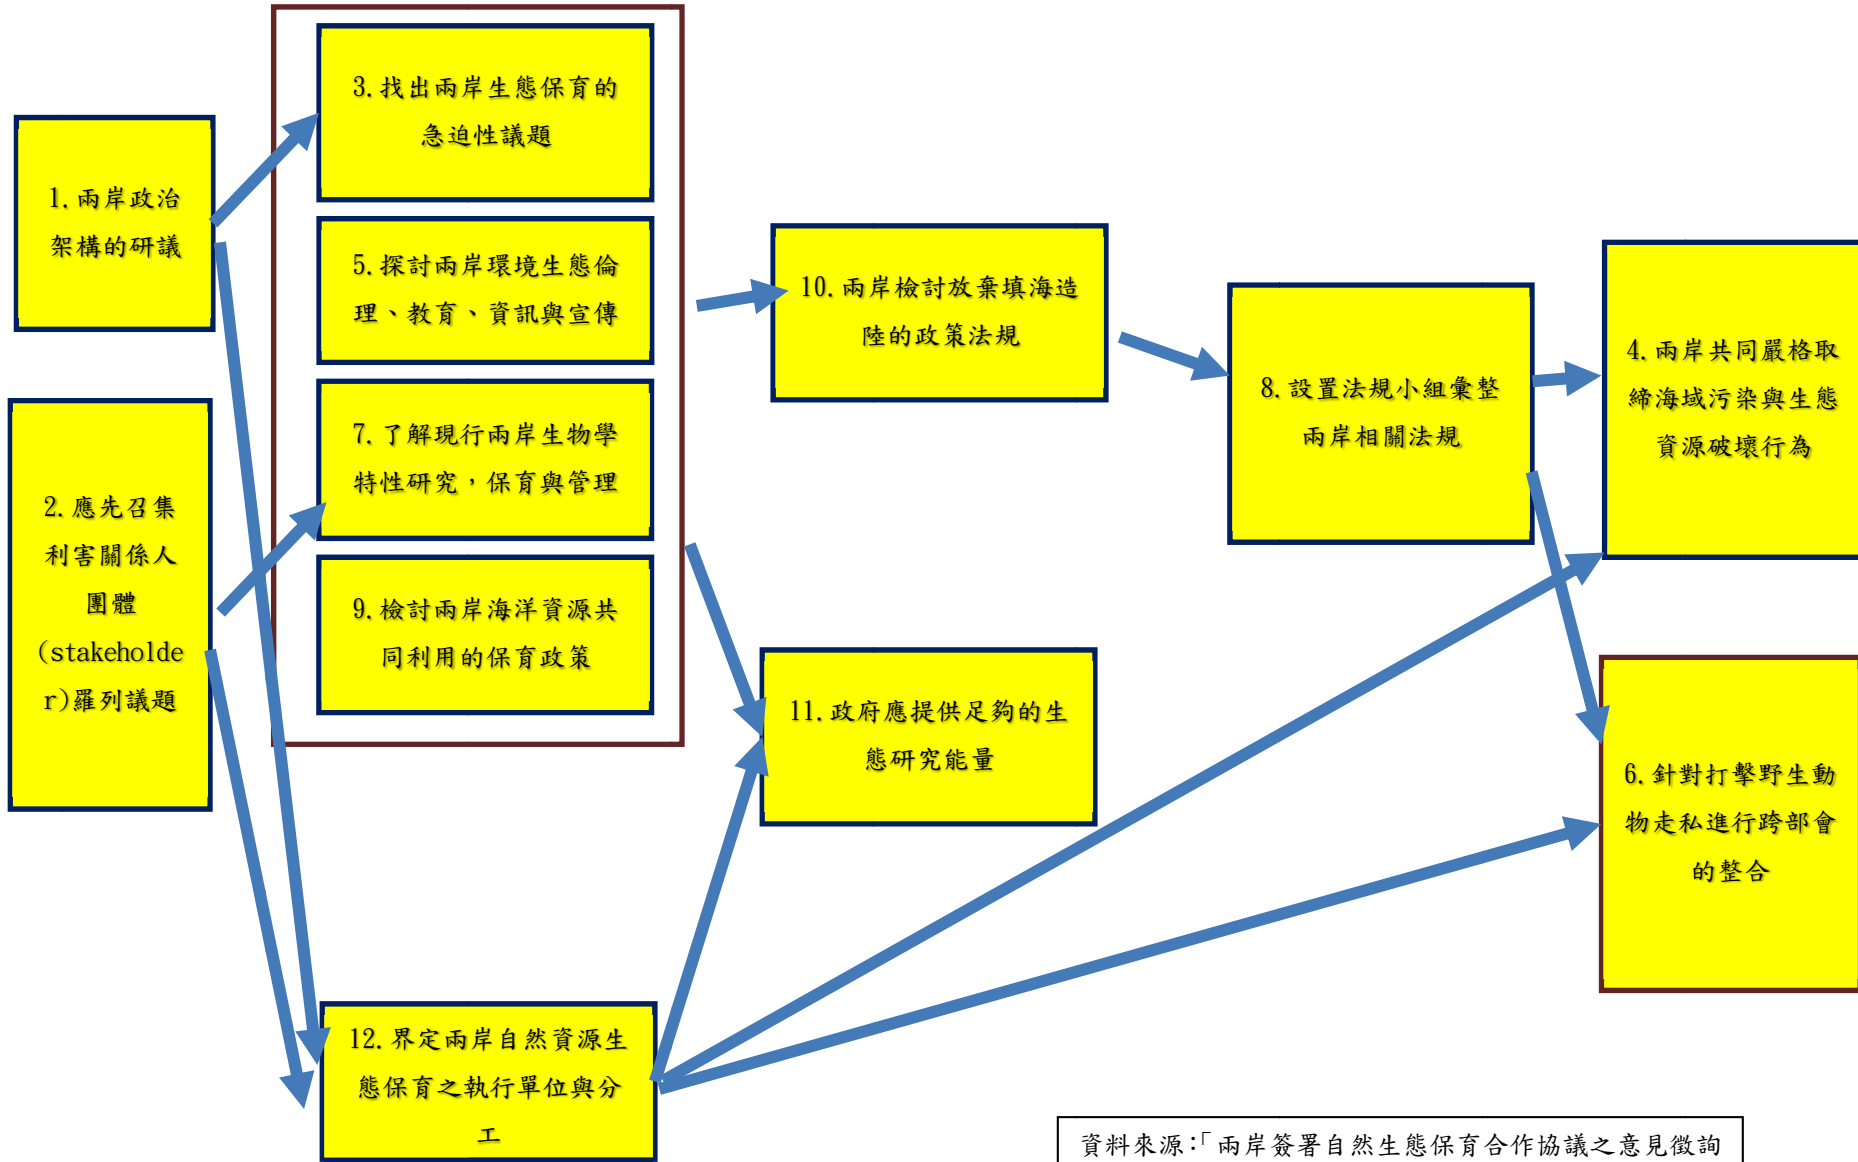 3.找出兩岸生態保育的
急迫性議題
1.兩岸政治
架構的研議
5.探討兩岸環境生態倫
理、教育、資訊與宣傳
10.兩岸檢討放棄填海造
陸的政策法規
4.兩岸共同嚴格取
締海域污染與生態
資源破壞行為
8.設置法規小組彙整
兩岸相關法規
7.了解現行兩岸生物學
特性研究，保育與管理
2.應先召集
利害關係人
團體
(stakeholde
r)羅列議題
9.檢討兩岸海洋資源共
同利用的保育政策
11.政府應提供足夠的生
態研究能量
6.針對打擊野生動
物走私進行跨部會
的整合
12.界定兩岸自然資源生
態保育之執行單位與分
工
資料來源：「兩岸簽署自然生態保育合作協議之意見徵詢